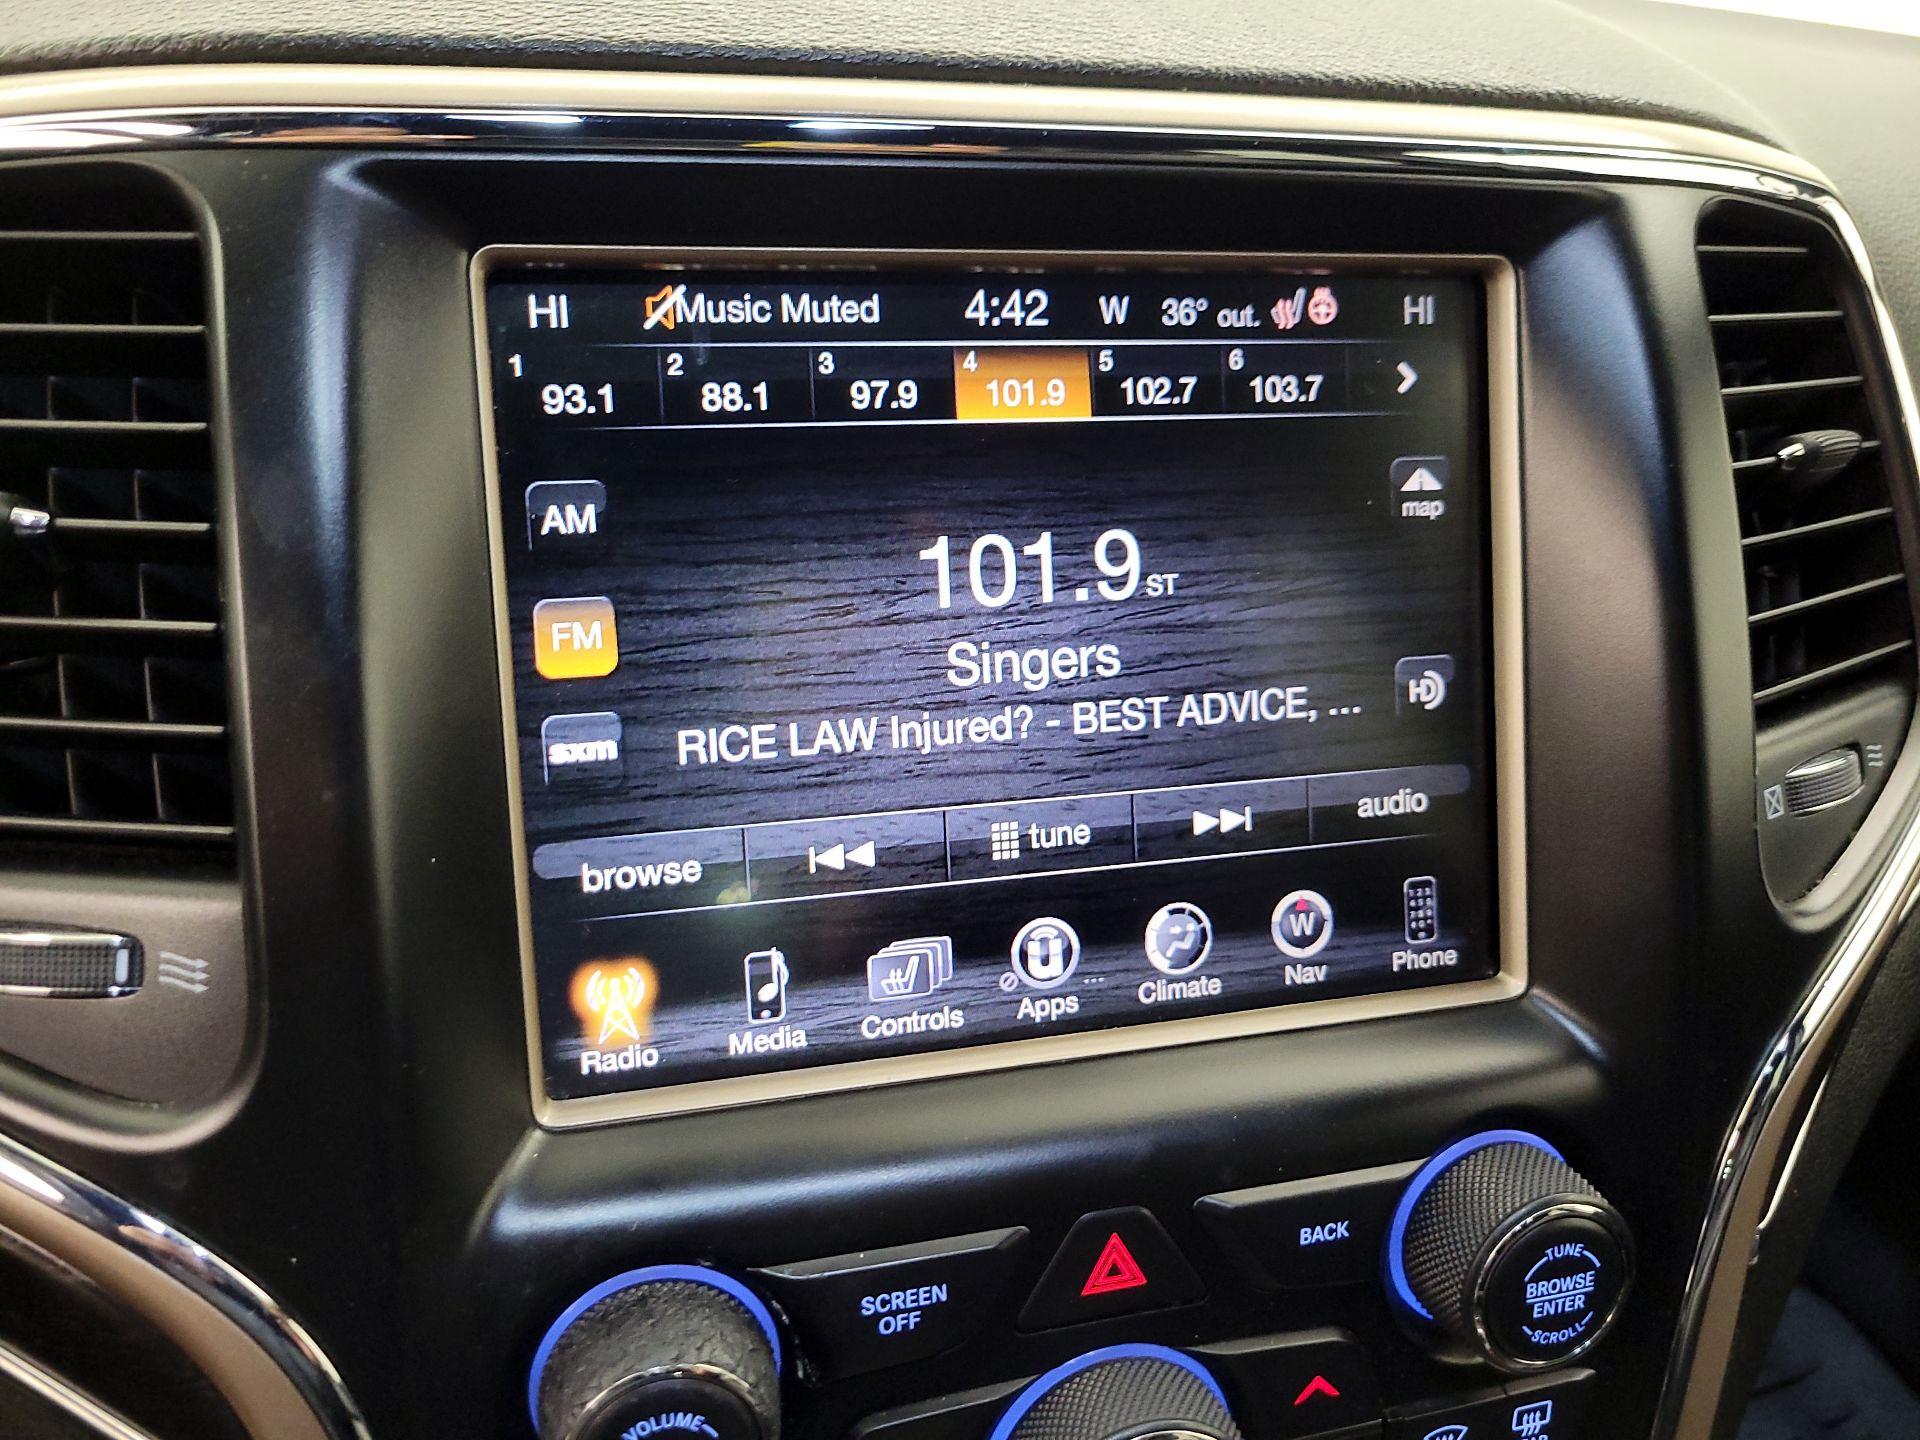 HI Music Muted 4:42 W 36° out. HI
1 93.1 2 88.1 3 97.9 4 101.9 5 102.7 6 103.7
AM
map
101.9 ST
FM
Singers
HD
sxm
RICE LAW Injured? - BEST ADVICE, ...
browse tune audio
W
Radio Media Controls Apps ... Climate Nav Phone
SCREEN
OFF
BACK
TUNE
BROWSE
ENTER
SCROLL
VOLUME